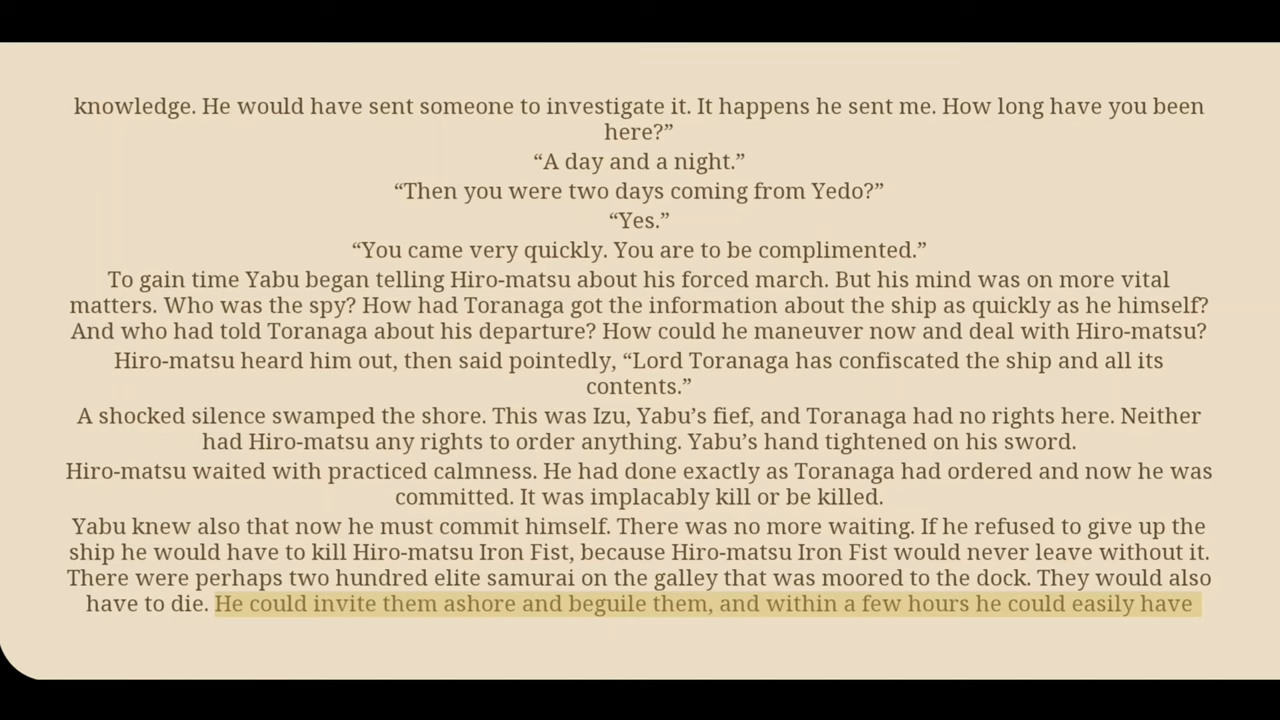 knowledge. He would have sent someone to investigate it. It happens he sent me. How long have you been
here?”
“A day and a night.”
“Then you were two days coming from Yedo?”
“Yes.”
“You came very quickly. You are to be complimented.”
To gain time Yabu began telling Hiro-matsu about his forced march. But his mind was on more vital
matters. Who was the spy? How had Toranaga got the information about the ship as quickly as he himself?
And who had told Toranaga about his departure? How could he maneuver now and deal with Hiro-matsu?
Hiro-matsu heard him out, then said pointedly, “Lord Toranaga has confiscated the ship and all its
contents.”
A shocked silence swamped the shore. This was Izu, Yabu’s fief, and Toranaga had no rights here. Neither
had Hiro-matsu any rights to order anything. Yabu’s hand tightened on his sword.
Hiro-matsu waited with practiced calmness. He had done exactly as Toranaga had ordered and now he was
committed. It was implacably kill or be killed.
Yabu knew also that now he must commit himself. There was no more waiting. If he refused to give up the
ship he would have to kill Hiro-matsu Iron Fist, because Hiro-matsu Iron Fist would never leave without it.
There were perhaps two hundred elite samurai on the galley that was moored to the dock. They would also
have to die. He could invite them ashore and beguile them, and within a few hours he could easily have